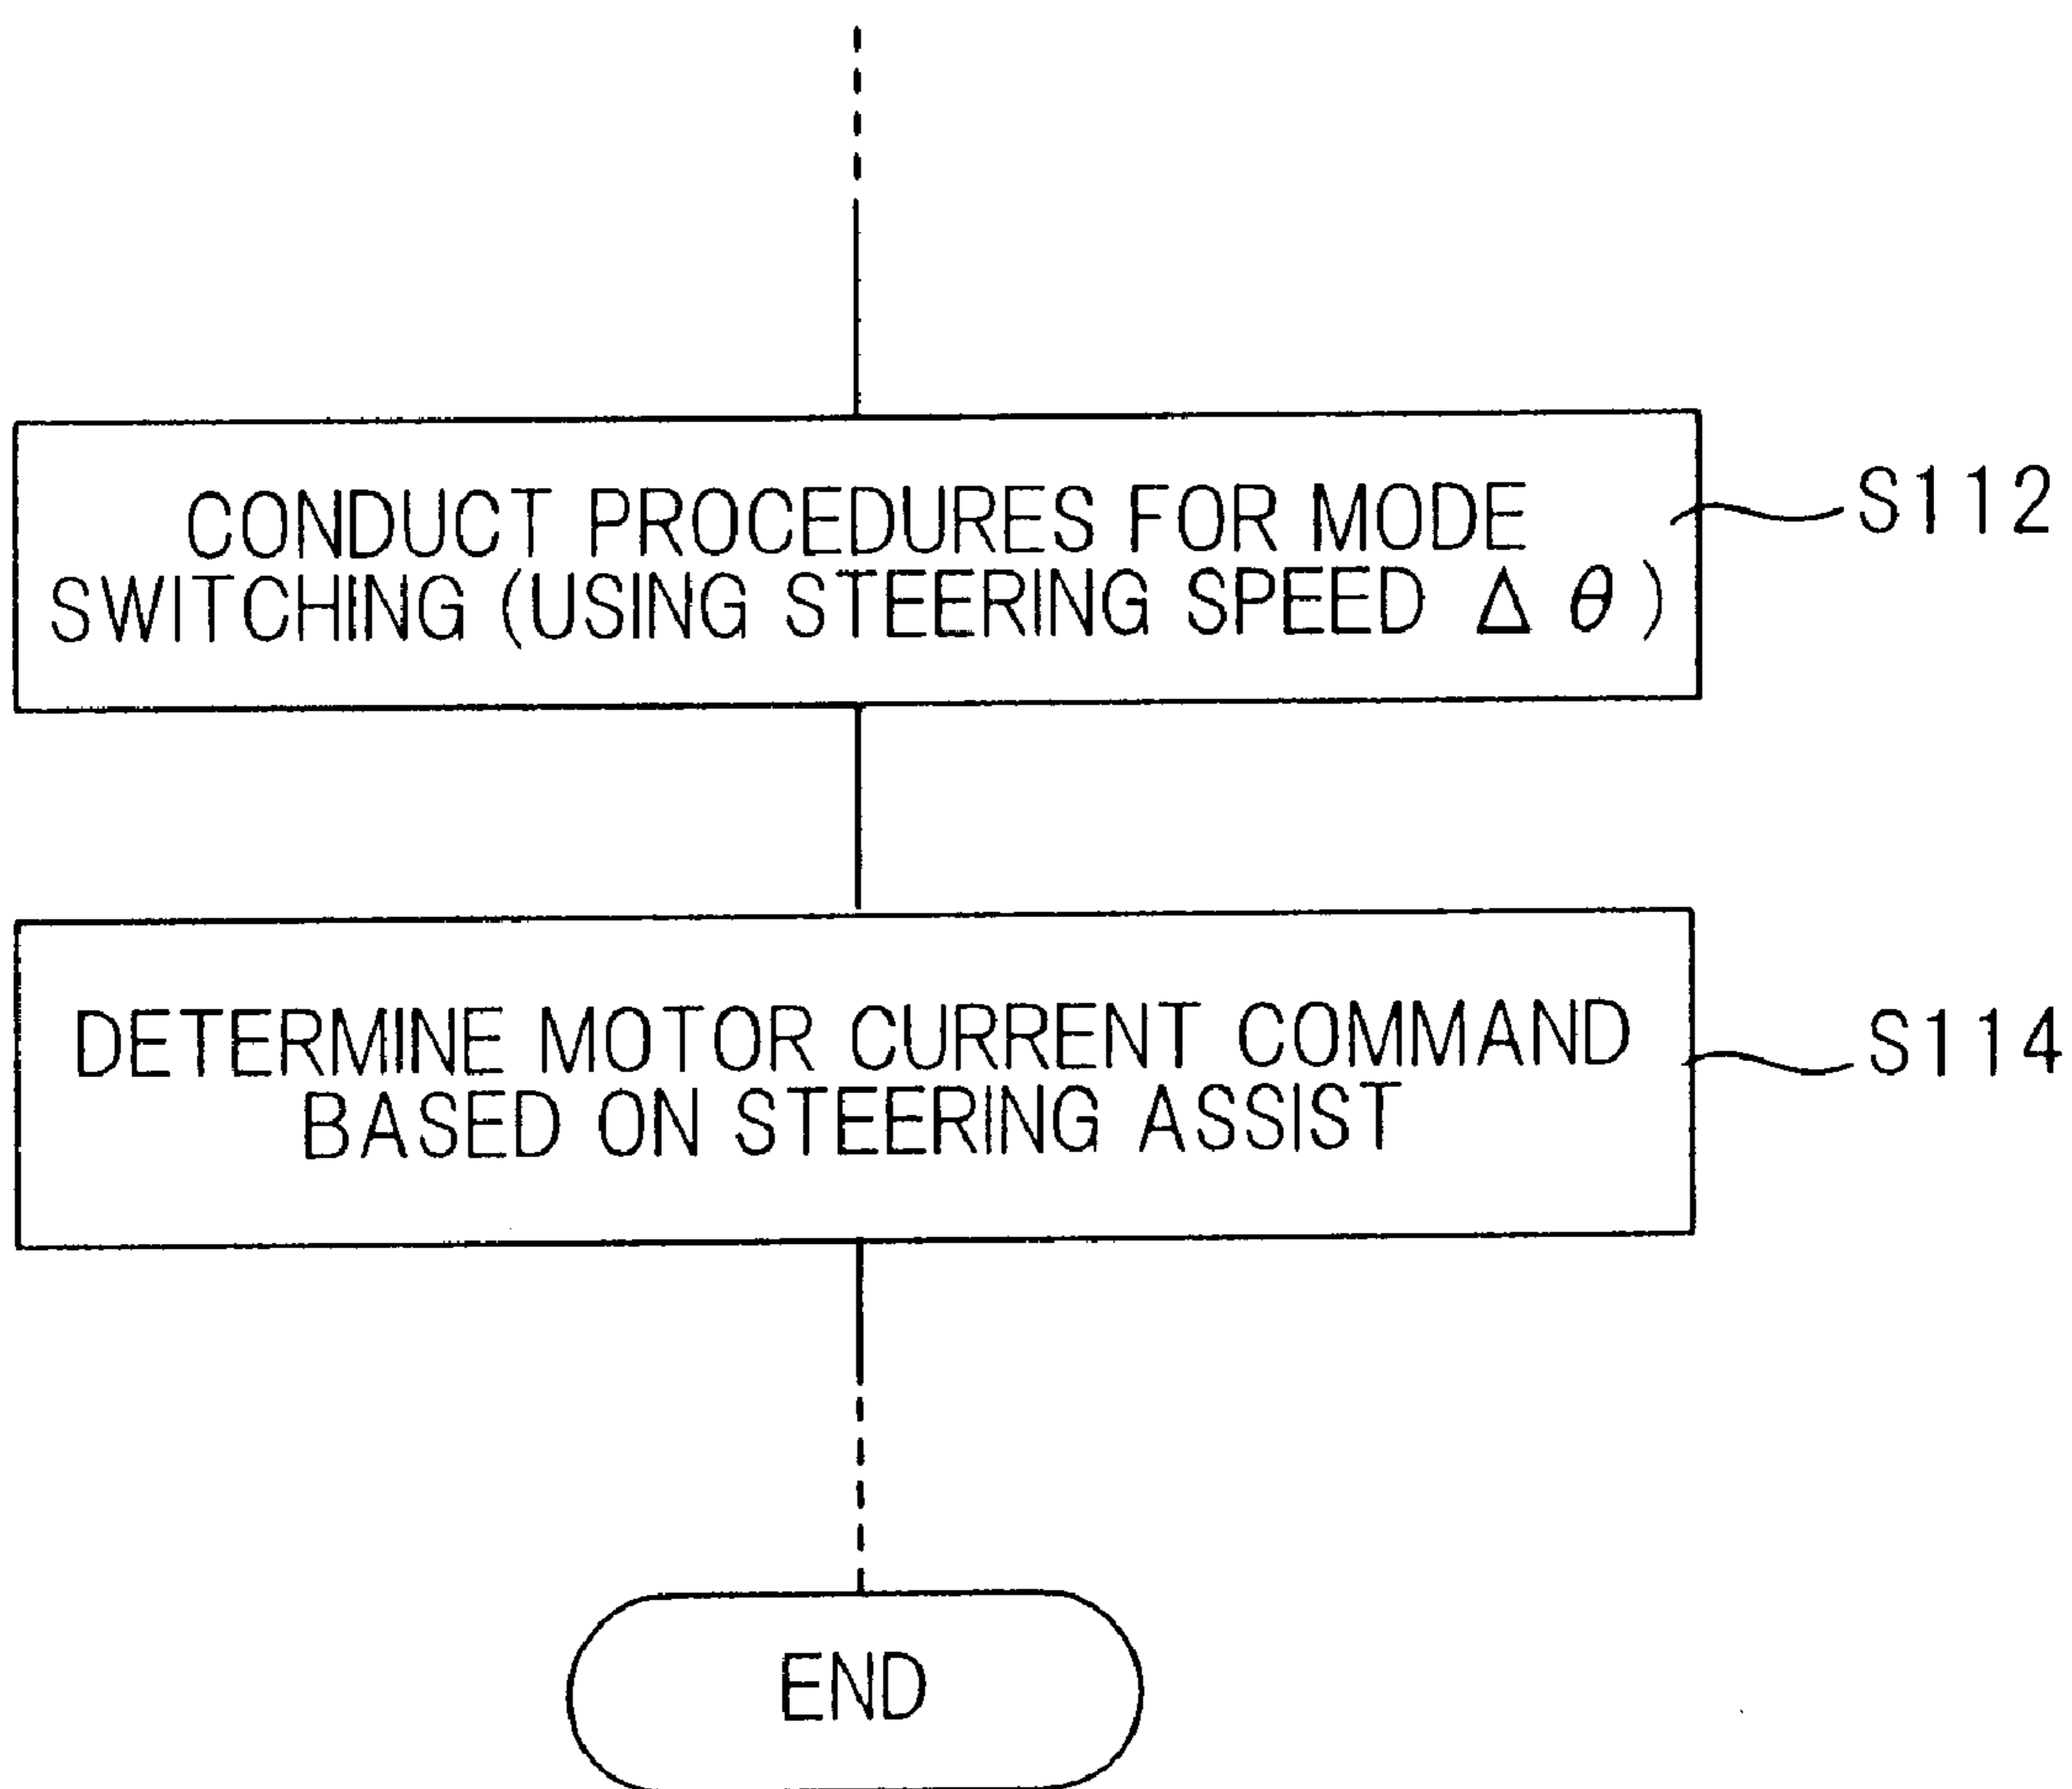 CONDUCT PROCEDURES FOR MODE
SWITCHING (USING STEERING SPEED Δ θ)
S112
DETERMINE MOTOR CURRENT COMMAND
BASED ON STEERING ASSIST
S114
END